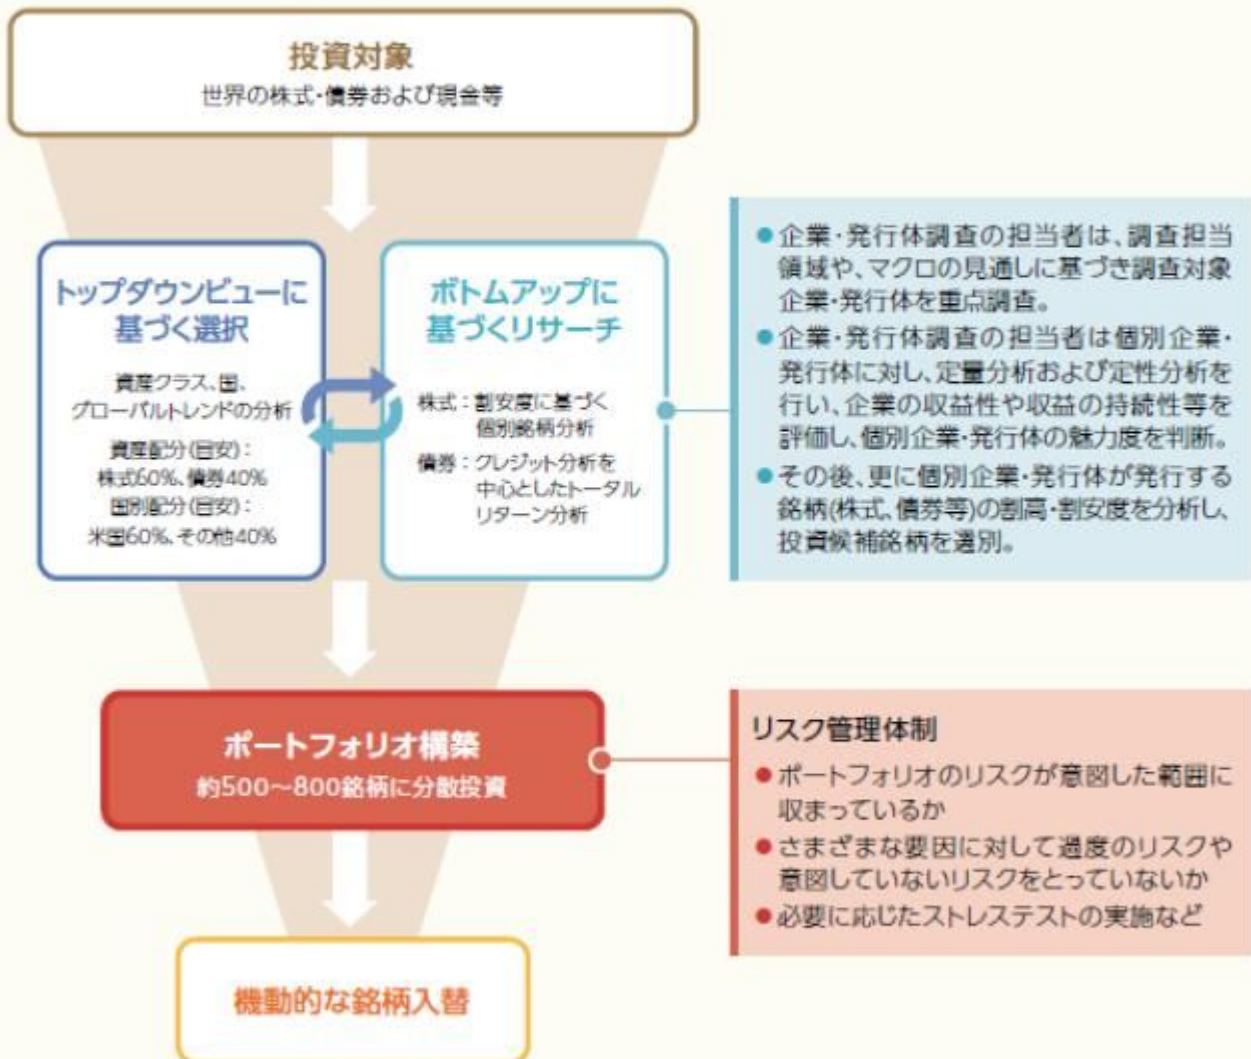 投資対象
世界の株式・債券および現金等
トップダウンビューに
基づく選択
資産クラス、国、
グローバルトレンドの分析
資産配分(目安):
株式60%、債券40%
国別配分(目安):
米国60%、その他40%
ボトムアップに
基づくリサーチ
株式:割安度に基づく
個別銘柄分析
債券:クレジット分析を
中心としたトータル
リターン分析
●企業・発行体調査の担当者は、調査担当
領域や、マクロの見通しに基づき調査対象
企業・発行体を重点調査。
●企業・発行体調査の担当者は個別企業・
発行体に対し、定量分析および定性分析を
行い、企業の収益性や収益の持続性等を
評価し、個別企業・発行体の魅力度を判断。
●その後、更に個別企業・発行体が発行する
銘柄(株式、債券等)の割高・割安度を分析し、
投資候補銘柄を選別。
ポートフォリオ構築
約500〜800銘柄に分散投資
リスク管理体制
●ポートフォリオのリスクが意図した範囲に
収まっているか
●さまざまな要因に対して過度のリスクや
意図していないリスクをとっていないか
●必要に応じたストレステストの実施など
機動的な銘柄入替